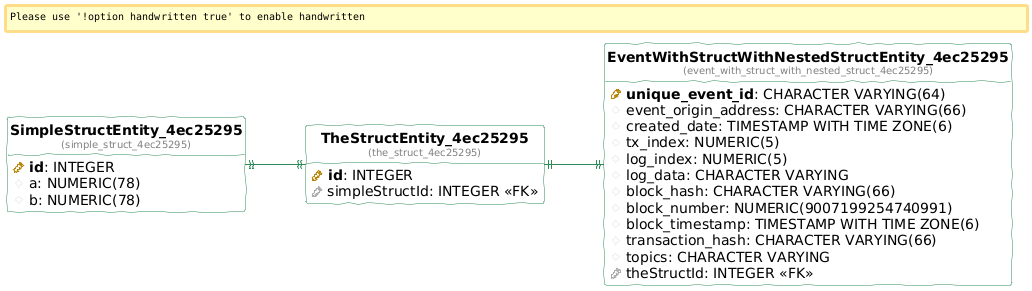 Please use '!option handwritten true' to enable handwritten
SimpleStructEntity_4ec25295
(simple_struct_4ec25295)
id: INTEGER
a: NUMERIC(78)
b: NUMERIC(78)
TheStructEntity_4ec25295
(the_struct_4ec25295)
id: INTEGER
simpleStructId: INTEGER «FK»
EventWithStructWithNestedStructEntity_4ec25295
(event_with_struct_with_nested_struct_4ec25295)
unique_event_id: CHARACTER VARYING(64)
event_origin_address: CHARACTER VARYING(66)
created_date: TIMESTAMP WITH TIME ZONE(6)
tx_index: NUMERIC(5)
log_index: NUMERIC(5)
log_data: CHARACTER VARYING
block_hash: CHARACTER VARYING(66)
block_number: NUMERIC(9007199254740991)
block_timestamp: TIMESTAMP WITH TIME ZONE(6)
transaction_hash: CHARACTER VARYING(66)
topics: CHARACTER VARYING
theStructId: INTEGER «FK»